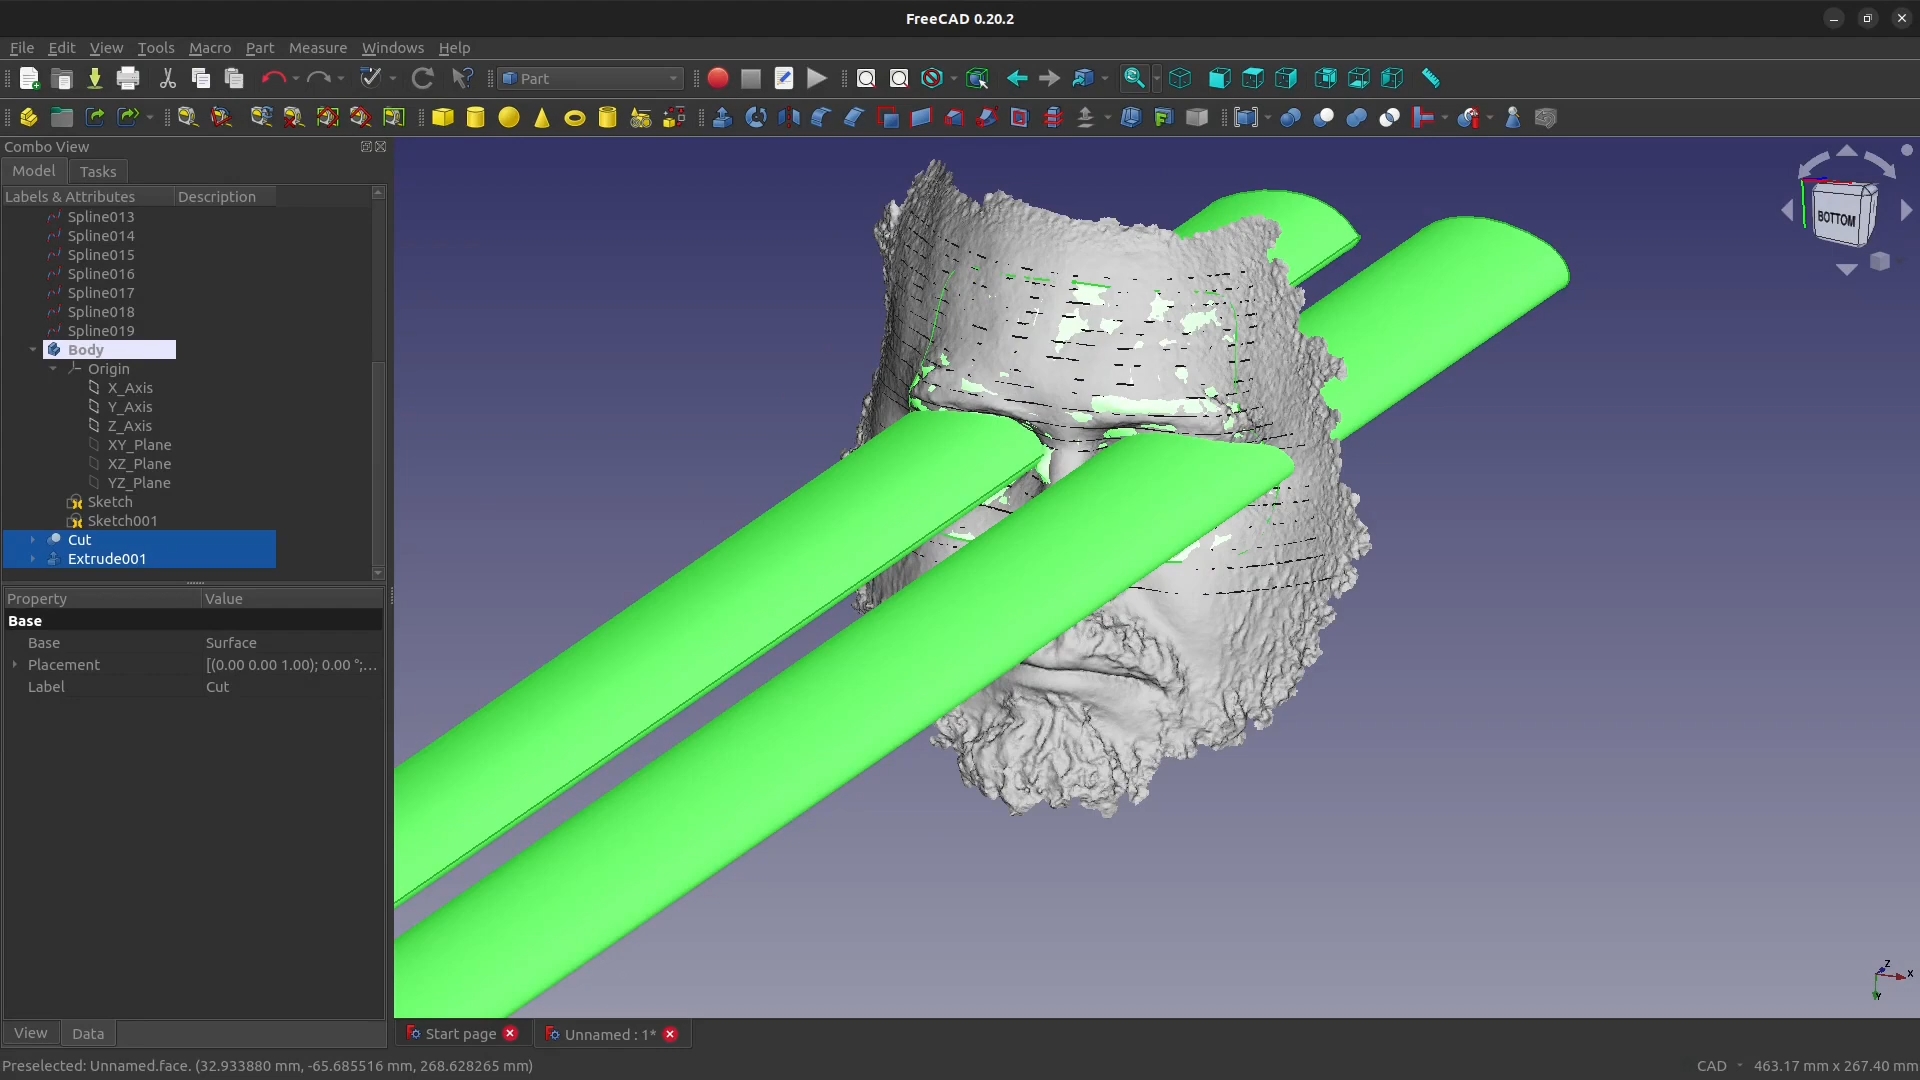 FreeCAD 0.20.2
File Edit View Tools Macro Part Measure Windows Help
Part
Combo View
Model Tasks
Labels & Attributes Description
Spline013
Spline014
Spline015
Spline016
Spline017
Spline018
Spline019
Body
Origin
X_Axis
Y_Axis
Z_Axis
XY_Plane
XZ_Plane
YZ_Plane
Sketch
Sketch001
Cut
Extrude001
Property Value
Base
Base Surface
Placement [(0.00 0.00 1.00); 0.00 °;...
Label Cut
BOTTOM
Z
X
Y
View Data
Start page Unnamed : 1*
Preselected: Unnamed.face. (32.933880 mm, -65.685516 mm, 268.628265 mm) CAD 463.17 mm x 267.40 mm